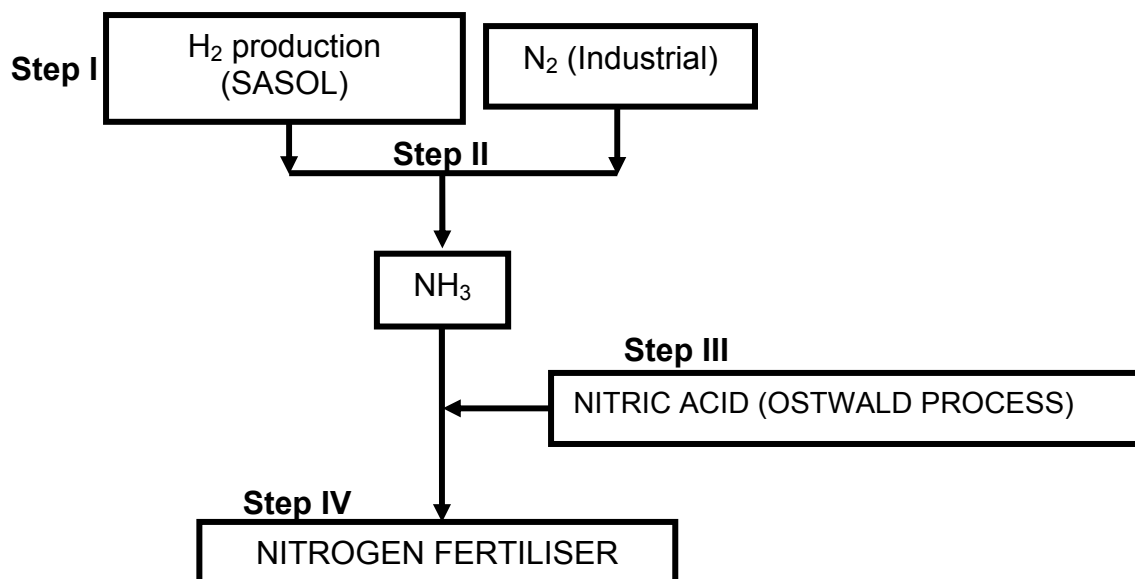 Step I
H₂ production
(SASOL)
N₂ (Industrial)
Step II
NH₃
Step III
NITRIC ACID (OSTWALD PROCESS)
Step IV
NITROGEN FERTILISER